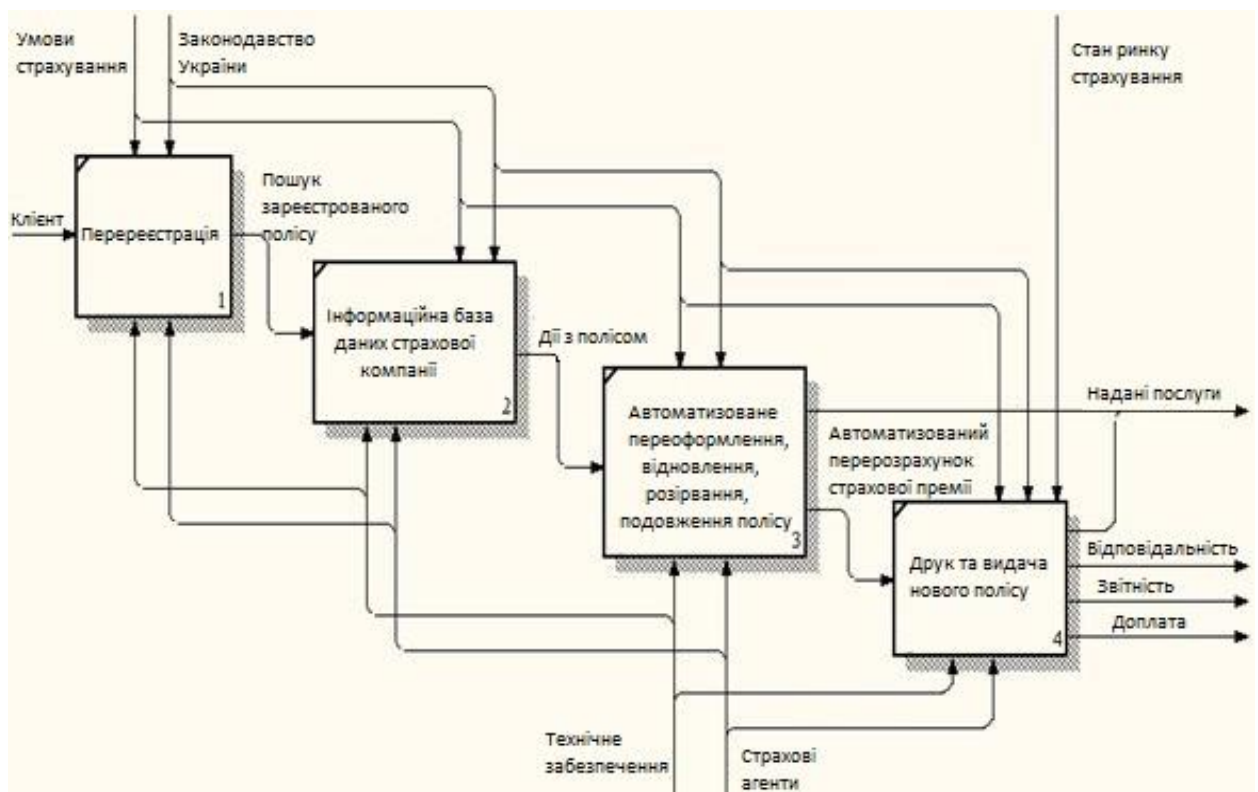 Умови
страхування
Законодавство
України
Стан ринку
страхування
Клієнт
Перереєстрація
1
Пошук
зареєстрованого
полісу
Інформаційна база
даних страхової
компанії
2
Дії з полісом
Автоматизоване
переоформлення,
відновлення,
розірвання,
подовження полісу
3
Автоматизований
перерозрахунок
страхової премії
Надані послуги
Друк та видача
нового полісу
4
Відповідальність
Звітність
Доплата
Технічне
забезпечення
Страхові
агенти